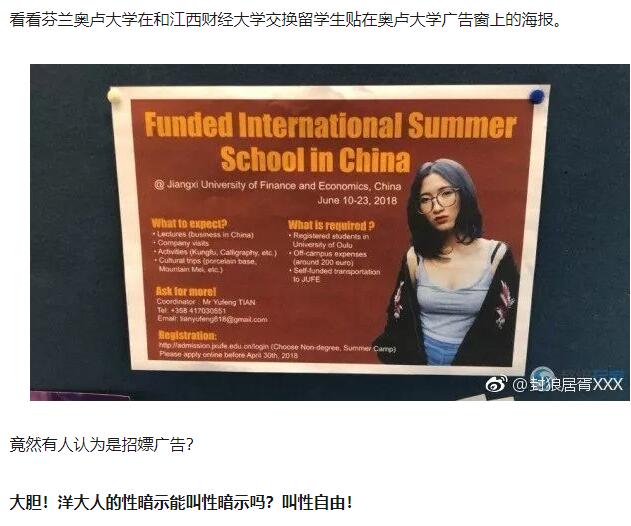 看看芬兰奥卢大学在和江西财经大学交换留学生贴在奥卢大学广告窗上的海报。
Funded International Summer
School in China
@ Jiangxi University of Finance and Economics, China
June 10-23, 2018
What to expect?
• Lectures (business in China)
• Company visits
• Activities (Kungfu, Calligraphy, etc.)
• Cultural trips (porcelain base,
Mountain Mei, etc.)
What is required ?
• Registered students in
University of Oulu
• Off-campus expenses
(around 200 euro)
• Self-funded transportation
to JUFE
Ask for more!
Coordinator : Mr Yufeng TIAN
Tel: +358 417030551
Email: tianyufeng818@gmail.com
Registration:
http://admission.jxufe.edu.cn/login (Choose Non-degree, Summer Camp)
Please apply online before April 30th, 2018
@封狼居胥XXX
竟然有人认为是招嫖广告？
大胆！洋大人的性暗示能叫性暗示吗？叫性自由！